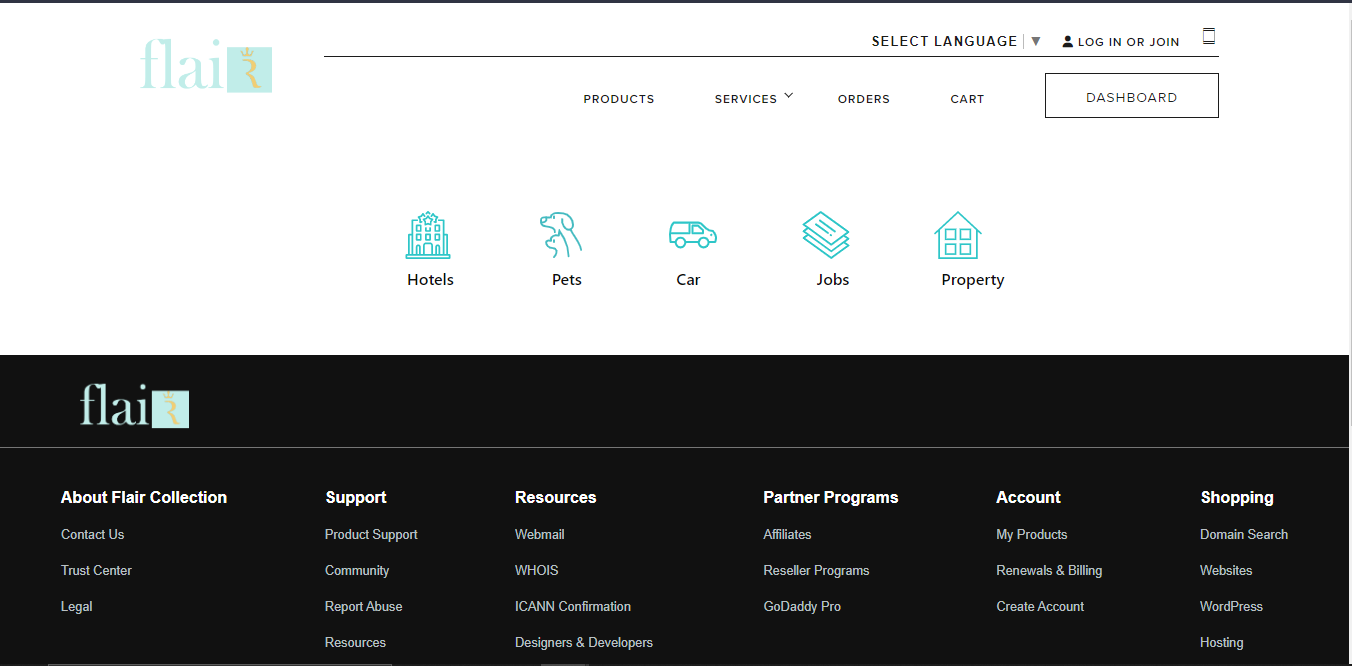 flaiR
SELECT LANGUAGE ▼
LOG IN OR JOIN
PRODUCTS
SERVICES
ORDERS
CART
DASHBOARD
Hotels
Pets
Car
Jobs
Property
flaiR
About Flair Collection
Contact Us
Trust Center
Legal
Support
Product Support
Community
Report Abuse
Resources
Resources
Webmail
WHOIS
ICANN Confirmation
Designers & Developers
Partner Programs
Affiliates
Reseller Programs
GoDaddy Pro
Account
My Products
Renewals & Billing
Create Account
Shopping
Domain Search
Websites
WordPress
Hosting